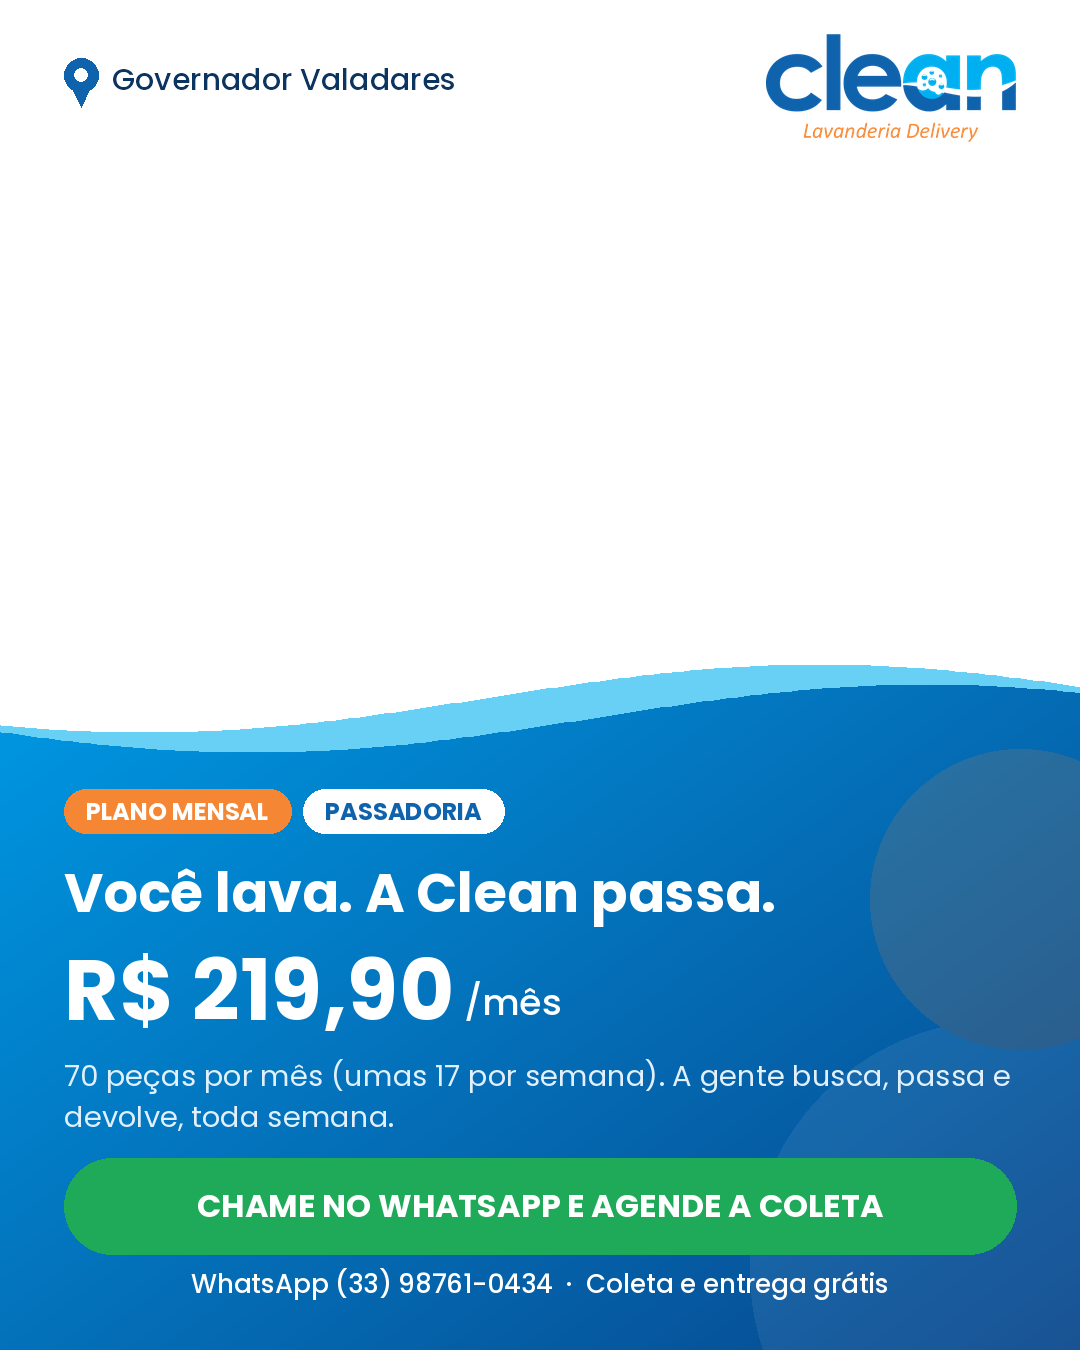 Governador Valadares
clean
Lavanderia Delivery
PLANO MENSAL
PASSADORIA
Você lava. A Clean passa.
R$ 219,90 /mês
70 peças por mês (umas 17 por semana). A gente busca, passa e
devolve, toda semana.
CHAME NO WHATSAPP E AGENDE A COLETA
WhatsApp (33) 98761-0434 · Coleta e entrega grátis